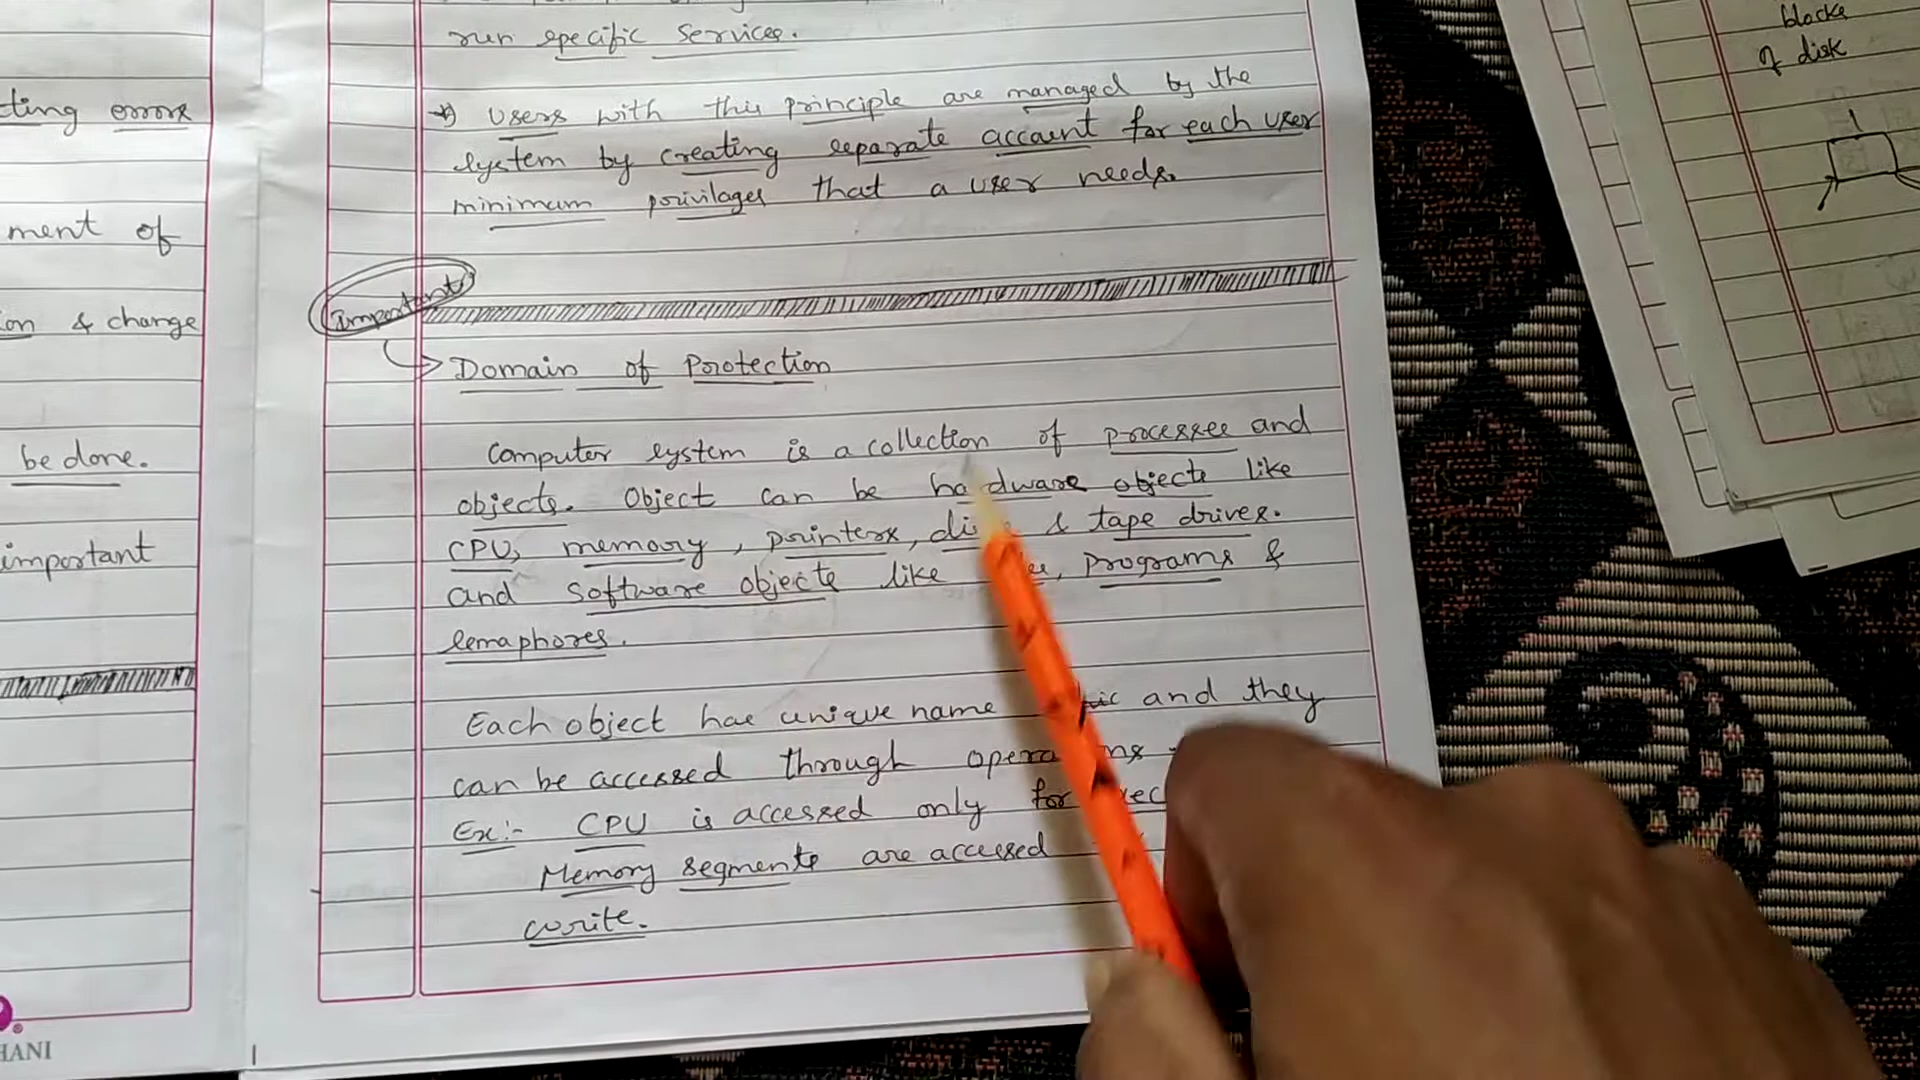 run specific services.
*) Users with this principle are managed by the
system by creating separate account for each user
minimum privilages that a user needs.
important
Domain of Protection
Computer system is a collection of processes and
objects. Object can be hardware objects like
CPU, memory, printers, & tape drives.
and software objects like programs &
semaphores.
Each object has unique name and they
can be accessed through
Ex:- CPU is accessed only for
Memory segments are accessed
write.
ting errors
ment of
on & change
be done.
important
HANI
blocks
of disk
1